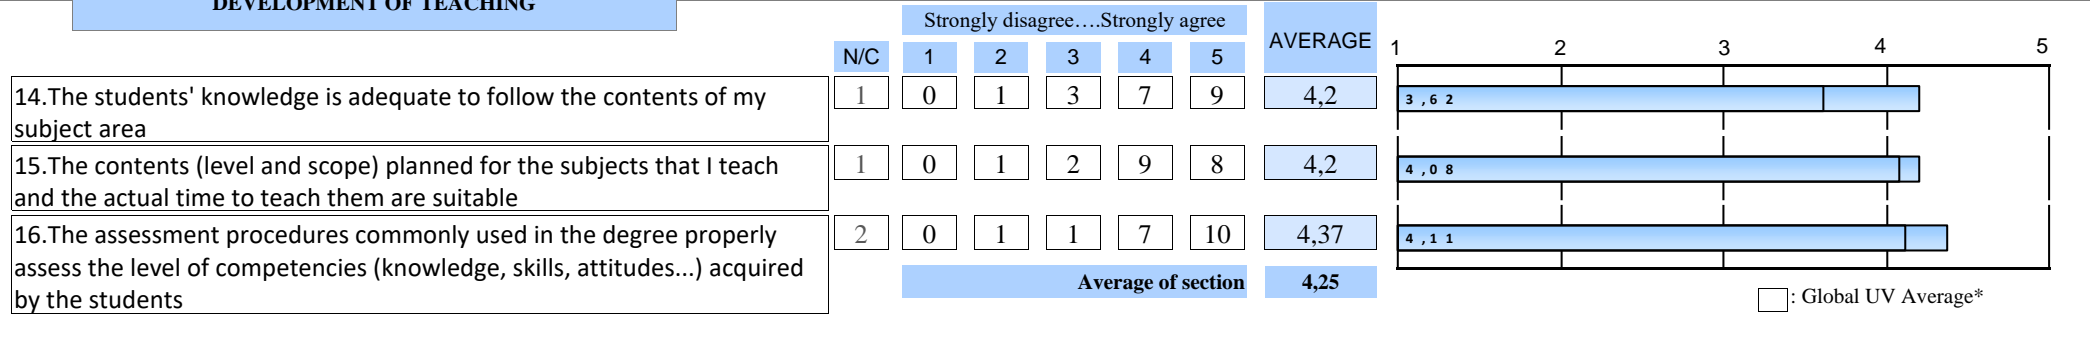 DEVELOPMENT OF TEACHING
Strongly disagree….Strongly agree
AVERAGE
N/C 1 2 3 4 5
1 2 3 4 5
14.The students' knowledge is adequate to follow the contents of my
subject area
1 0 1 3 7 9 4,2
3,62
15.The contents (level and scope) planned for the subjects that I teach
and the actual time to teach them are suitable
1 0 1 2 9 8 4,2
4,08
16.The assessment procedures commonly used in the degree properly
assess the level of competencies (knowledge, skills, attitudes...) acquired
by the students
2 0 1 1 7 10 4,37
4,11
Average of section 4,25
: Global UV Average*